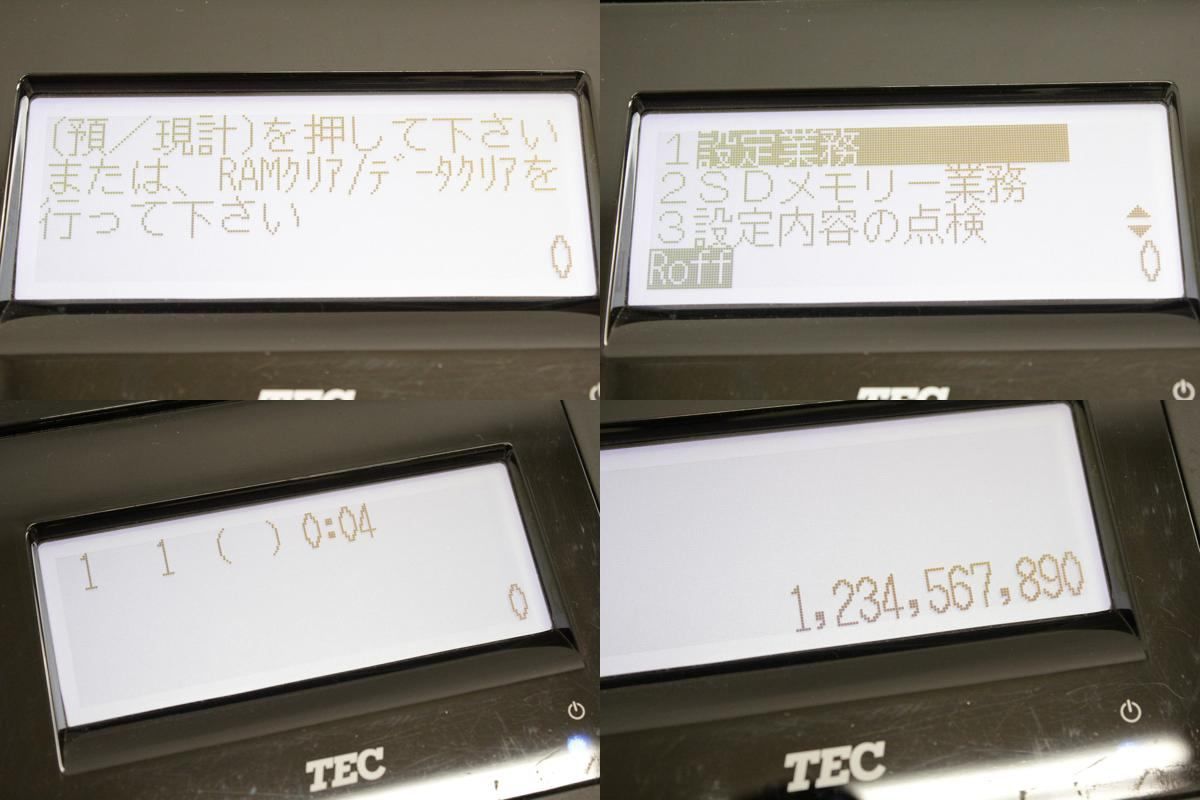 (預／現計)を押して下さい
または、RAMｸﾘｱ/ﾃﾞｰﾀｸﾘｱを
行って下さい
0
TEC
1設定業務
2SDメモリー業務
3設定内容の点検
Roff
0
TEC
1 1 ( ) 0:04
0
TEC
1,234,567,890
TEC